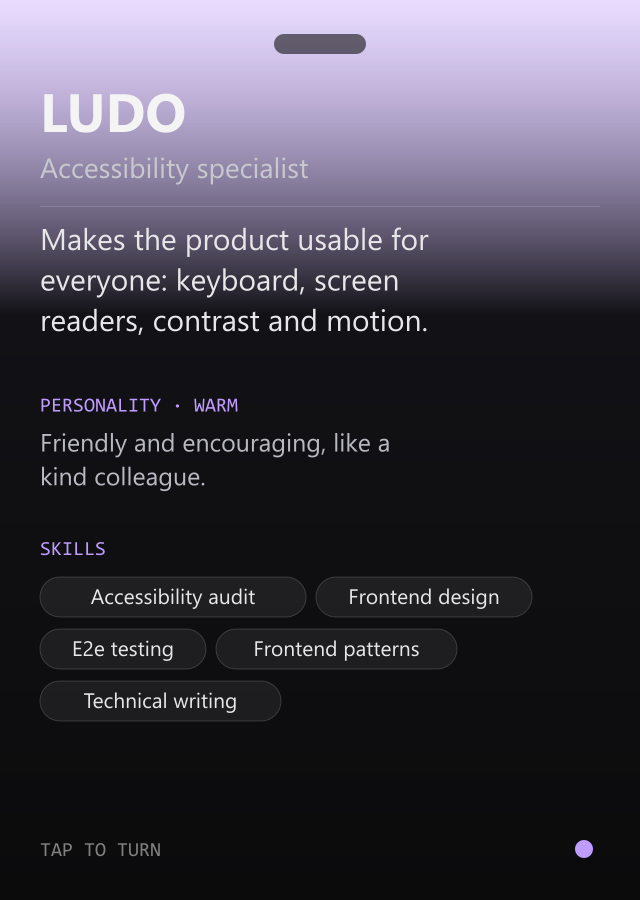 LUDO
Accessibility specialist
Makes the product usable for
everyone: keyboard, screen
readers, contrast and motion.
PERSONALITY · WARM
Friendly and encouraging, like a
kind colleague.
SKILLS
Accessibility audit
Frontend design
E2e testing
Frontend patterns
Technical writing
TAP TO TURN